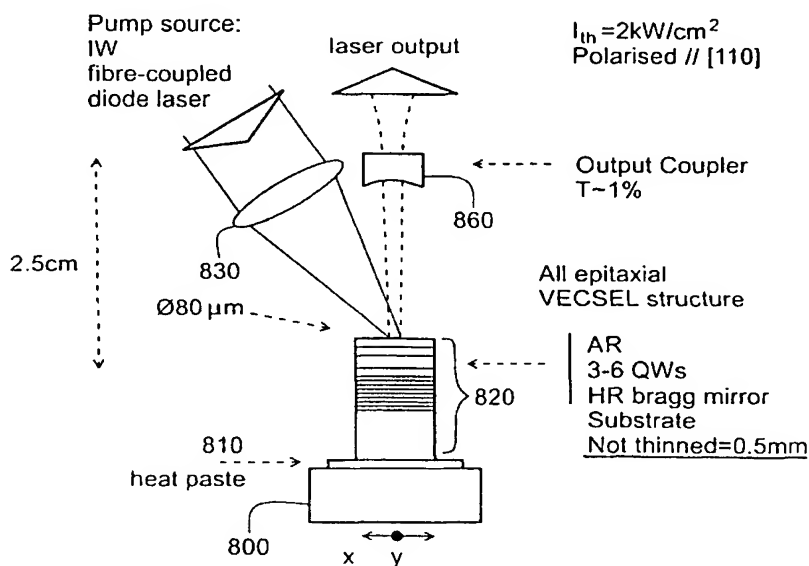 Pump source:
IW
fibre-coupled
diode laser
laser output
I_th =2kW/cm²
Polarised // [110]
Output Coupler
T~1%
860
830
2.5cm
Ø80 μm
All epitaxial
VECSEL structure
AR
3-6 QWs
HR bragg mirror
Substrate
Not thinned=0.5mm
820
810
heat paste
800
x y